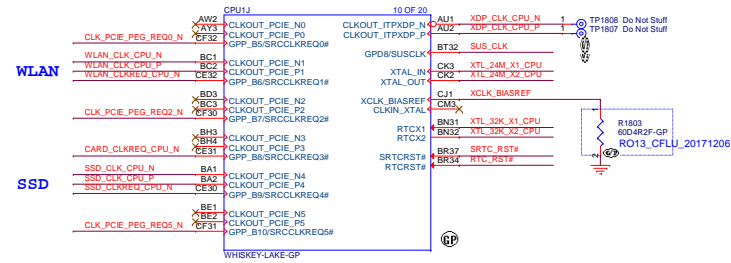 CPU1J 10 OF 20
AW2 CLKOUT_PCIE_N0
AY3 CLKOUT_PCIE_P0
CLK_PCIE_PEG_REQ0_N CF32 GPP_B5/SRCCLKREQ0#
WLAN
WLAN_CLK_CPU_N BC1 CLKOUT_PCIE_N1
WLAN_CLK_CPU_P BC2 CLKOUT_PCIE_P1
WLAN_CLKREQ_CPU_N CE32 GPP_B6/SRCCLKREQ1#
BD3 CLKOUT_PCIE_N2
BC3 CLKOUT_PCIE_P2
CLK_PCIE_PEG_REQ2_N CF30 GPP_B7/SRCCLKREQ2#
BH3 CLKOUT_PCIE_N3
BH4 CLKOUT_PCIE_P3
CARD_CLKREQ_CPU_N CE31 GPP_B8/SRCCLKREQ3#
SSD
SSD_CLK_CPU_N BA1 CLKOUT_PCIE_N4
SSD_CLK_CPU_P BA2 CLKOUT_PCIE_P4
SSD_CLKREQ_CPU_N CE30 GPP_B9/SRCCLKREQ4#
BE1 CLKOUT_PCIE_N5
BE2 CLKOUT_PCIE_P5
CLK_PCIE_PEG_REQ5_N CF31 GPP_B10/SRCCLKREQ5#
WHISKEY-LAKE-GP
CLKOUT_ITPXDP_N AU1 XDP_CLK_CPU_N 1 TP1808 Do Not Stuff
CLKOUT_ITPXDP_P AU2 XDP_CLK_CPU_P 1 TP1807 Do Not Stuff
GPD8/SUSCLK BT32 SUS_CLK
XTAL_IN CK3 XTL_24M_X1_CPU
XTAL_OUT CK2 XTL_24M_X2_CPU
XCLK_BIASREF CJ1 XCLK_BIASREF
CLKIN_XTAL CM3
RTCX1 BN31 XTL_32K_X1_CPU
RTCX2 BN32 XTL_32K_X2_CPU
SRTCRST# BR37 SRTC_RST#
RTCRST# BR34 RTC_RST#
1
R1803
60D4R2F-GP
RO13_CFLU_20171206
2
GP